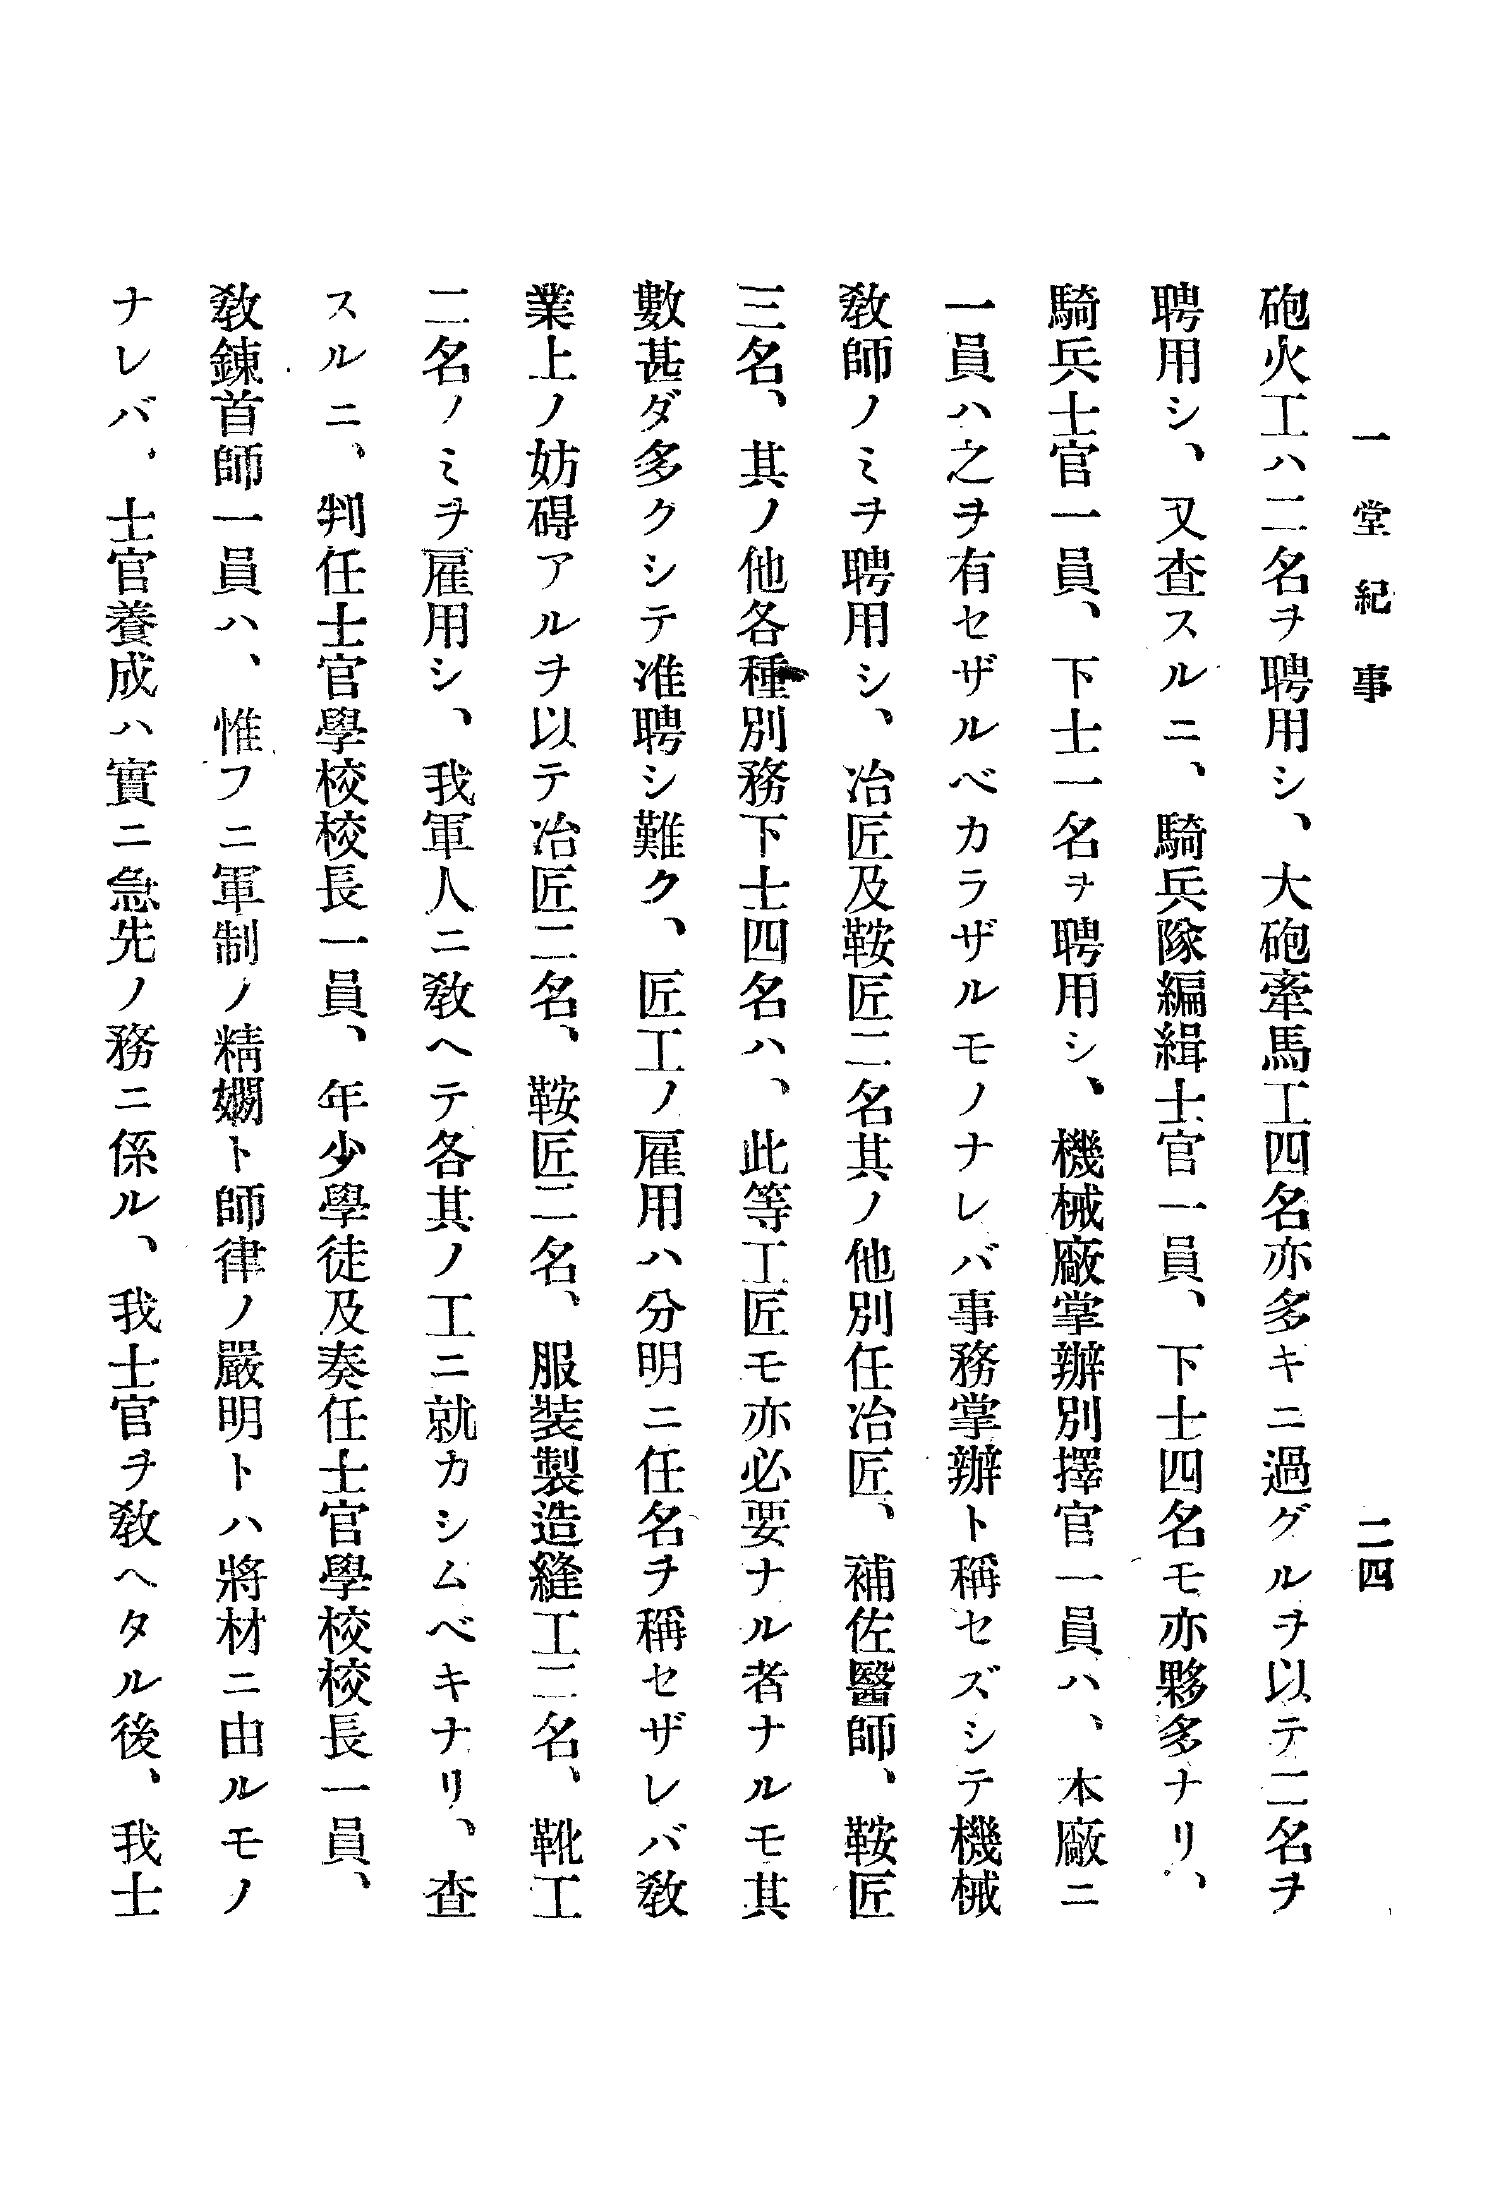 一堂紀事
二四
砲火工ハ二名ヲ聘用シ、大砲牽馬工四名亦多キニ過グルヲ以テ二名ヲ
聘用シ、又査スルニ、騎兵隊編緝士官一員、下士四名モ亦夥多ナリ、
騎兵士官一員、下士一名ヲ聘用シ、機械廠掌辦別擇官一員ハ、本廠ニ
一員ハ之ヲ有セザルベカラザルモノナレバ事務掌辦ト稱セズシテ機械
教師ノミヲ聘用シ、冶匠及鞍匠二名其ノ他別任冶匠、補佐醫師、鞍匠
三名、其ノ他各種別務下士四名ハ、此等工匠モ亦必要ナル者ナルモ其
數甚ダ多クシテ准聘シ難ク、匠工ノ雇用ハ分明ニ任名ヲ稱セザレバ敎
業上ノ妨碍アルヲ以テ冶匠二名、鞍匠二名、服裝製造縫工二名、靴工
二名ノミヲ雇用シ、我軍人ニ敎ヘテ各其ノ工ニ就カシムベキナリ、査
スルニ、判任士官學校校長一員、年少學徒及奏任士官學校校長一員、
敎鍊首師一員ハ、惟フニ軍制ノ精嫺ト師律ノ嚴明トハ將材ニ由ルモノ
ナレバ、士官養成ハ實ニ急先ノ務ニ係ル、我士官ヲ敎ヘタル後、我士